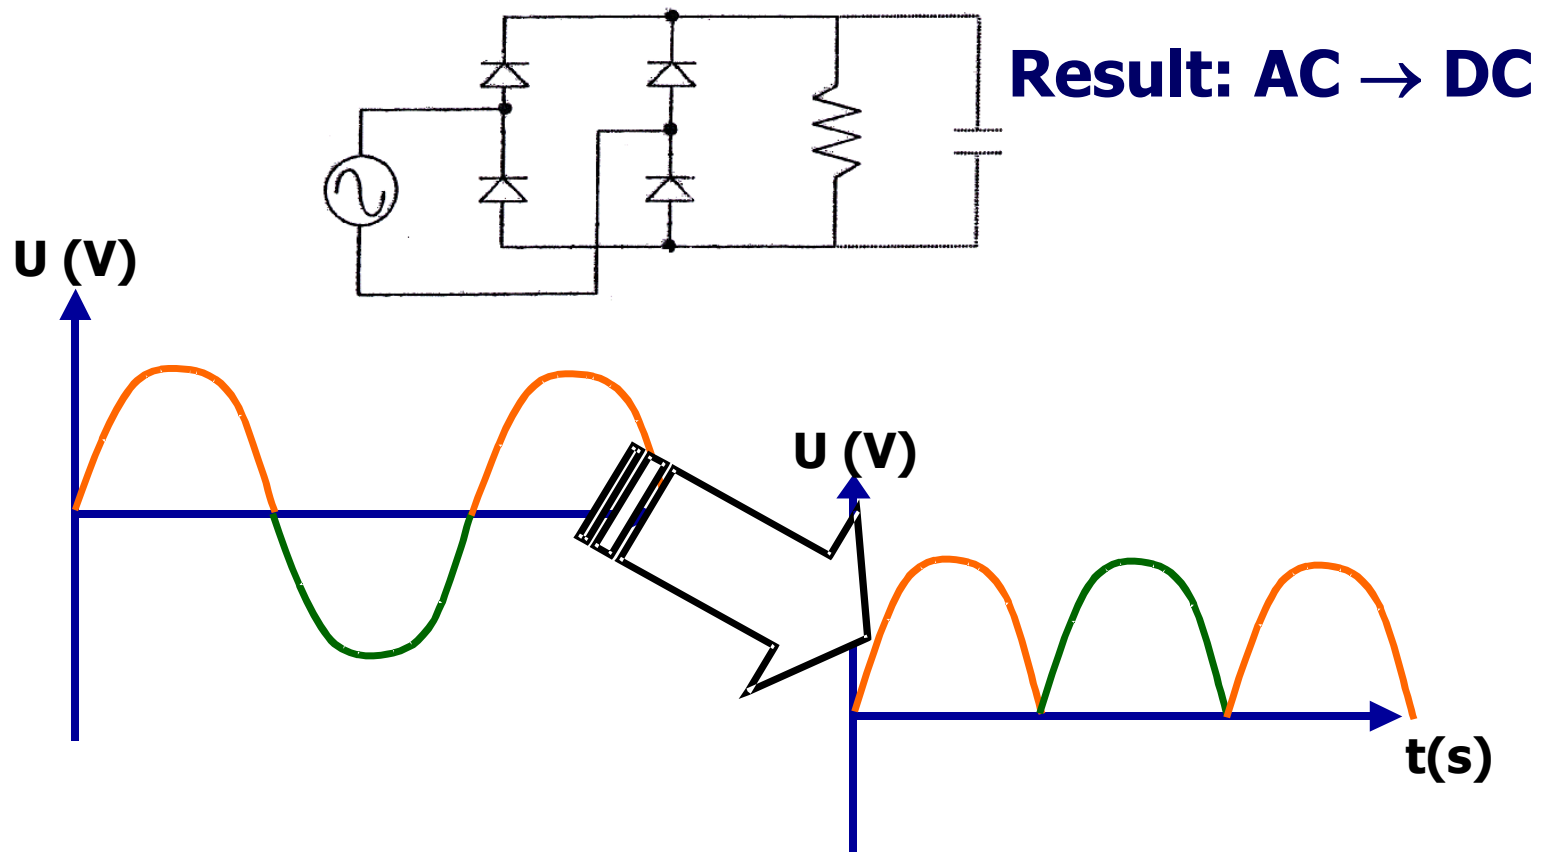 Result: AC → DC
U (V)
U (V)
t(s)